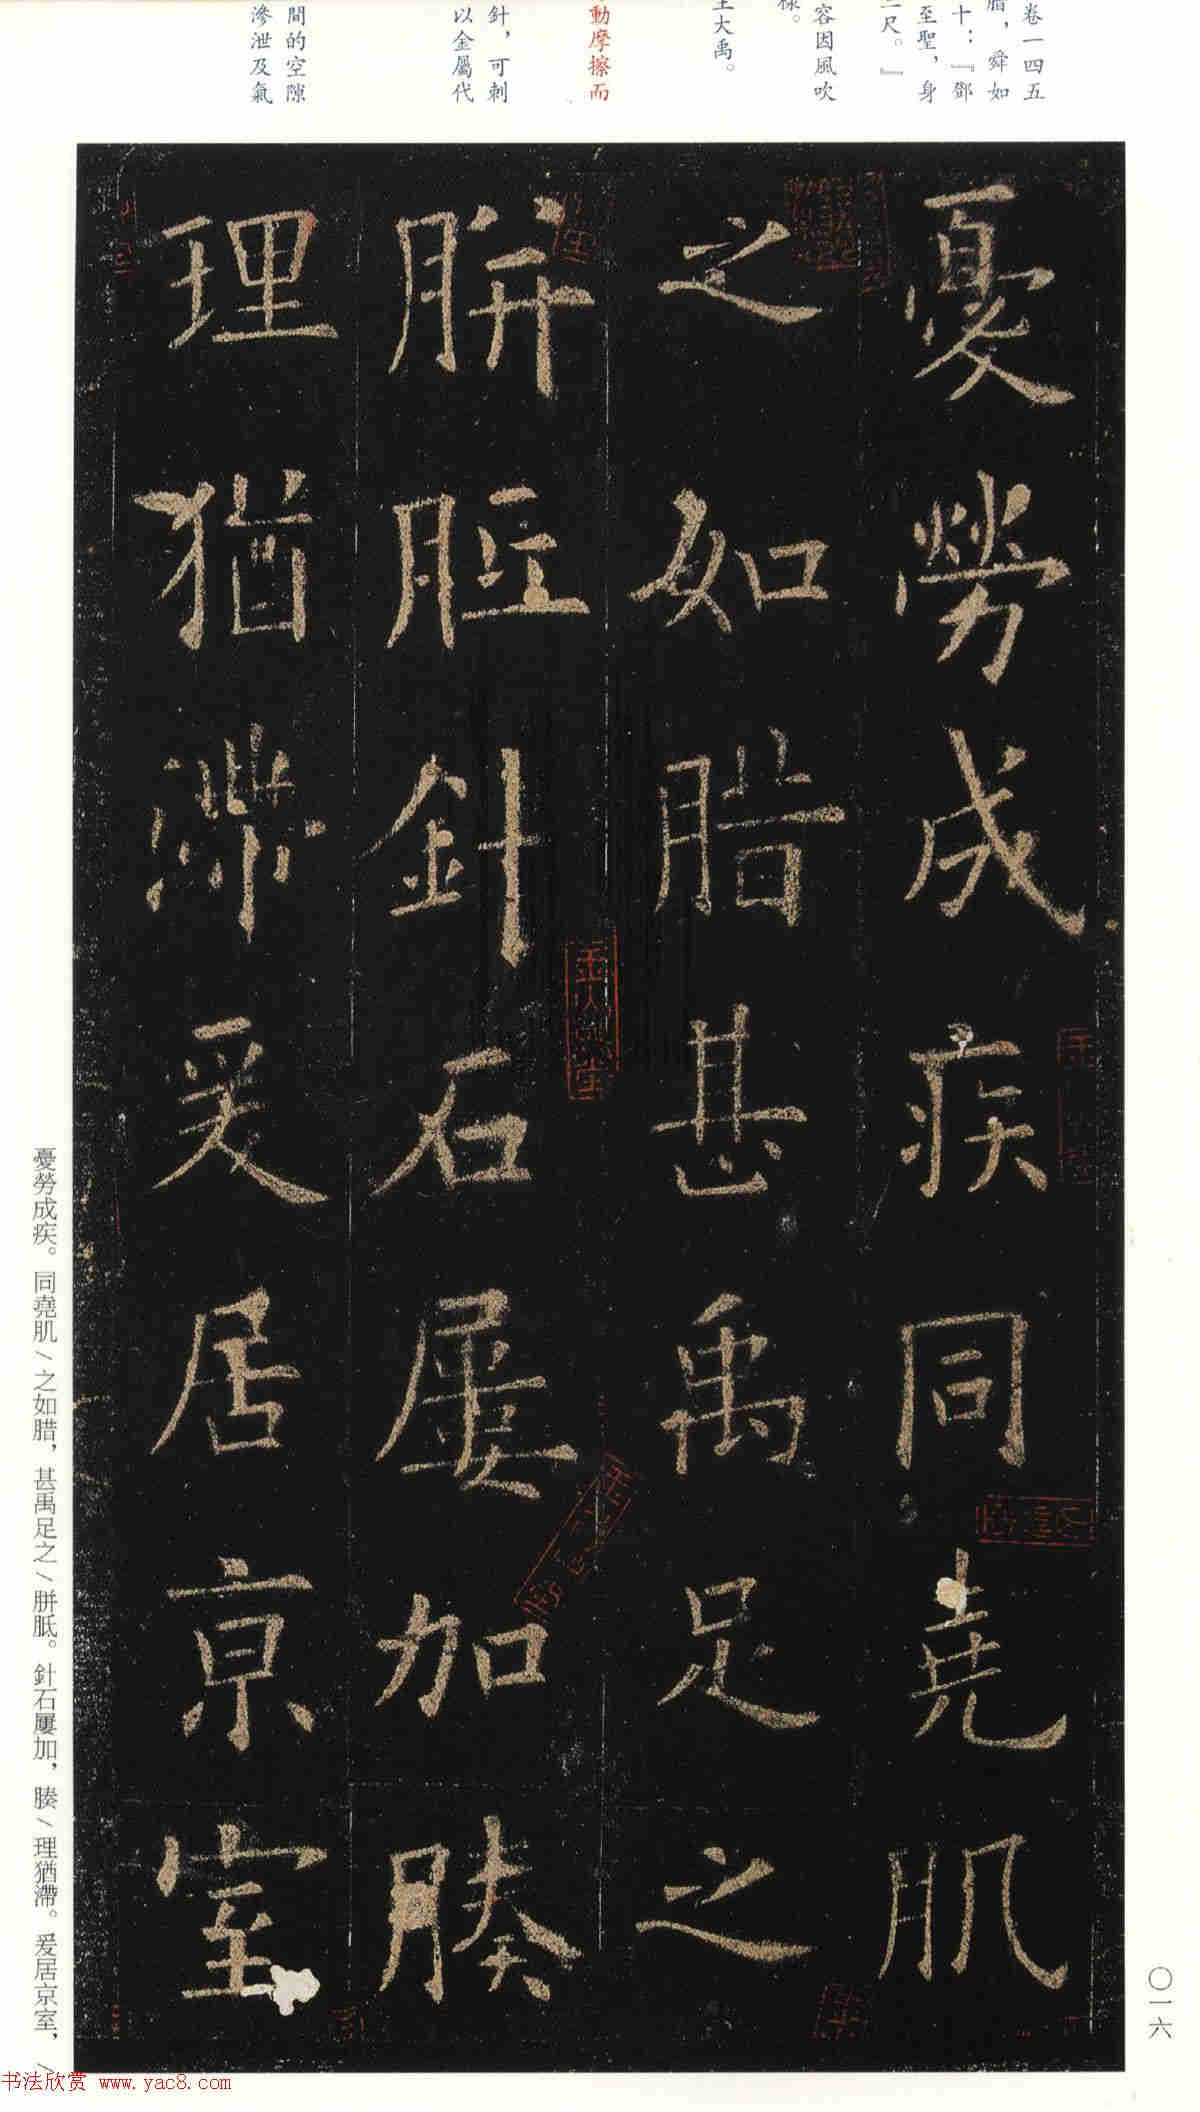 卷一四五
腊，舜如
十：『鄧
至聖，身
二尺。』
容因風吹
樣。
王大禹。
動摩擦而
針，可刺
以金屬代
間的空隙
滲泄及氣
憂勞成疾同堯肌
之如腊甚禹足之
胼胝針石屢加腠
理猶滯爰居京室
憂勞成疾。同堯肌/之如腊，甚禹足之/胼胝。針石屢加，腠/理猶滯。爰居京室，/
〇一六
书法欣赏 www.yac8.com